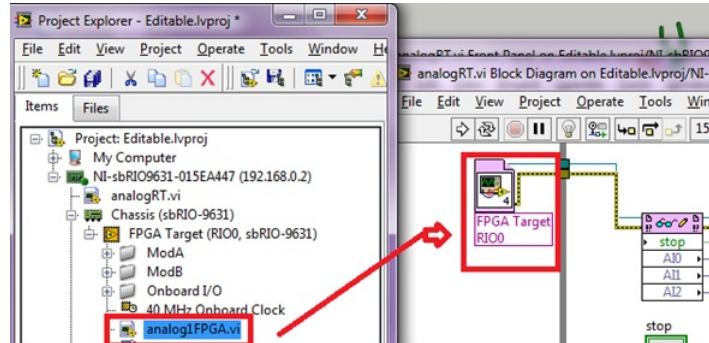 Project Explorer - Editable.lvproj *
File Edit View Project Operate Tools Window
Items Files
Project: Editable.lvproj
My Computer
NI-sbRIO9631-015EA447 (192.168.0.2)
analogRT.vi
Chassis (sbRIO-9631)
FPGA Target (RIO0, sbRIO-9631)
ModA
ModB
Onboard I/O
40 MHz Onboard Clock
analog1FPGA.vi
analogRT.vi Front Panel on Editable.lvproj/NI-sbRIO9
analogRT.vi Block Diagram on Editable.lvproj/NI-
File Edit View Project Operate Tools
15
4
FPGA Target
RIO0
stop
AI0
AI1
AI2
stop